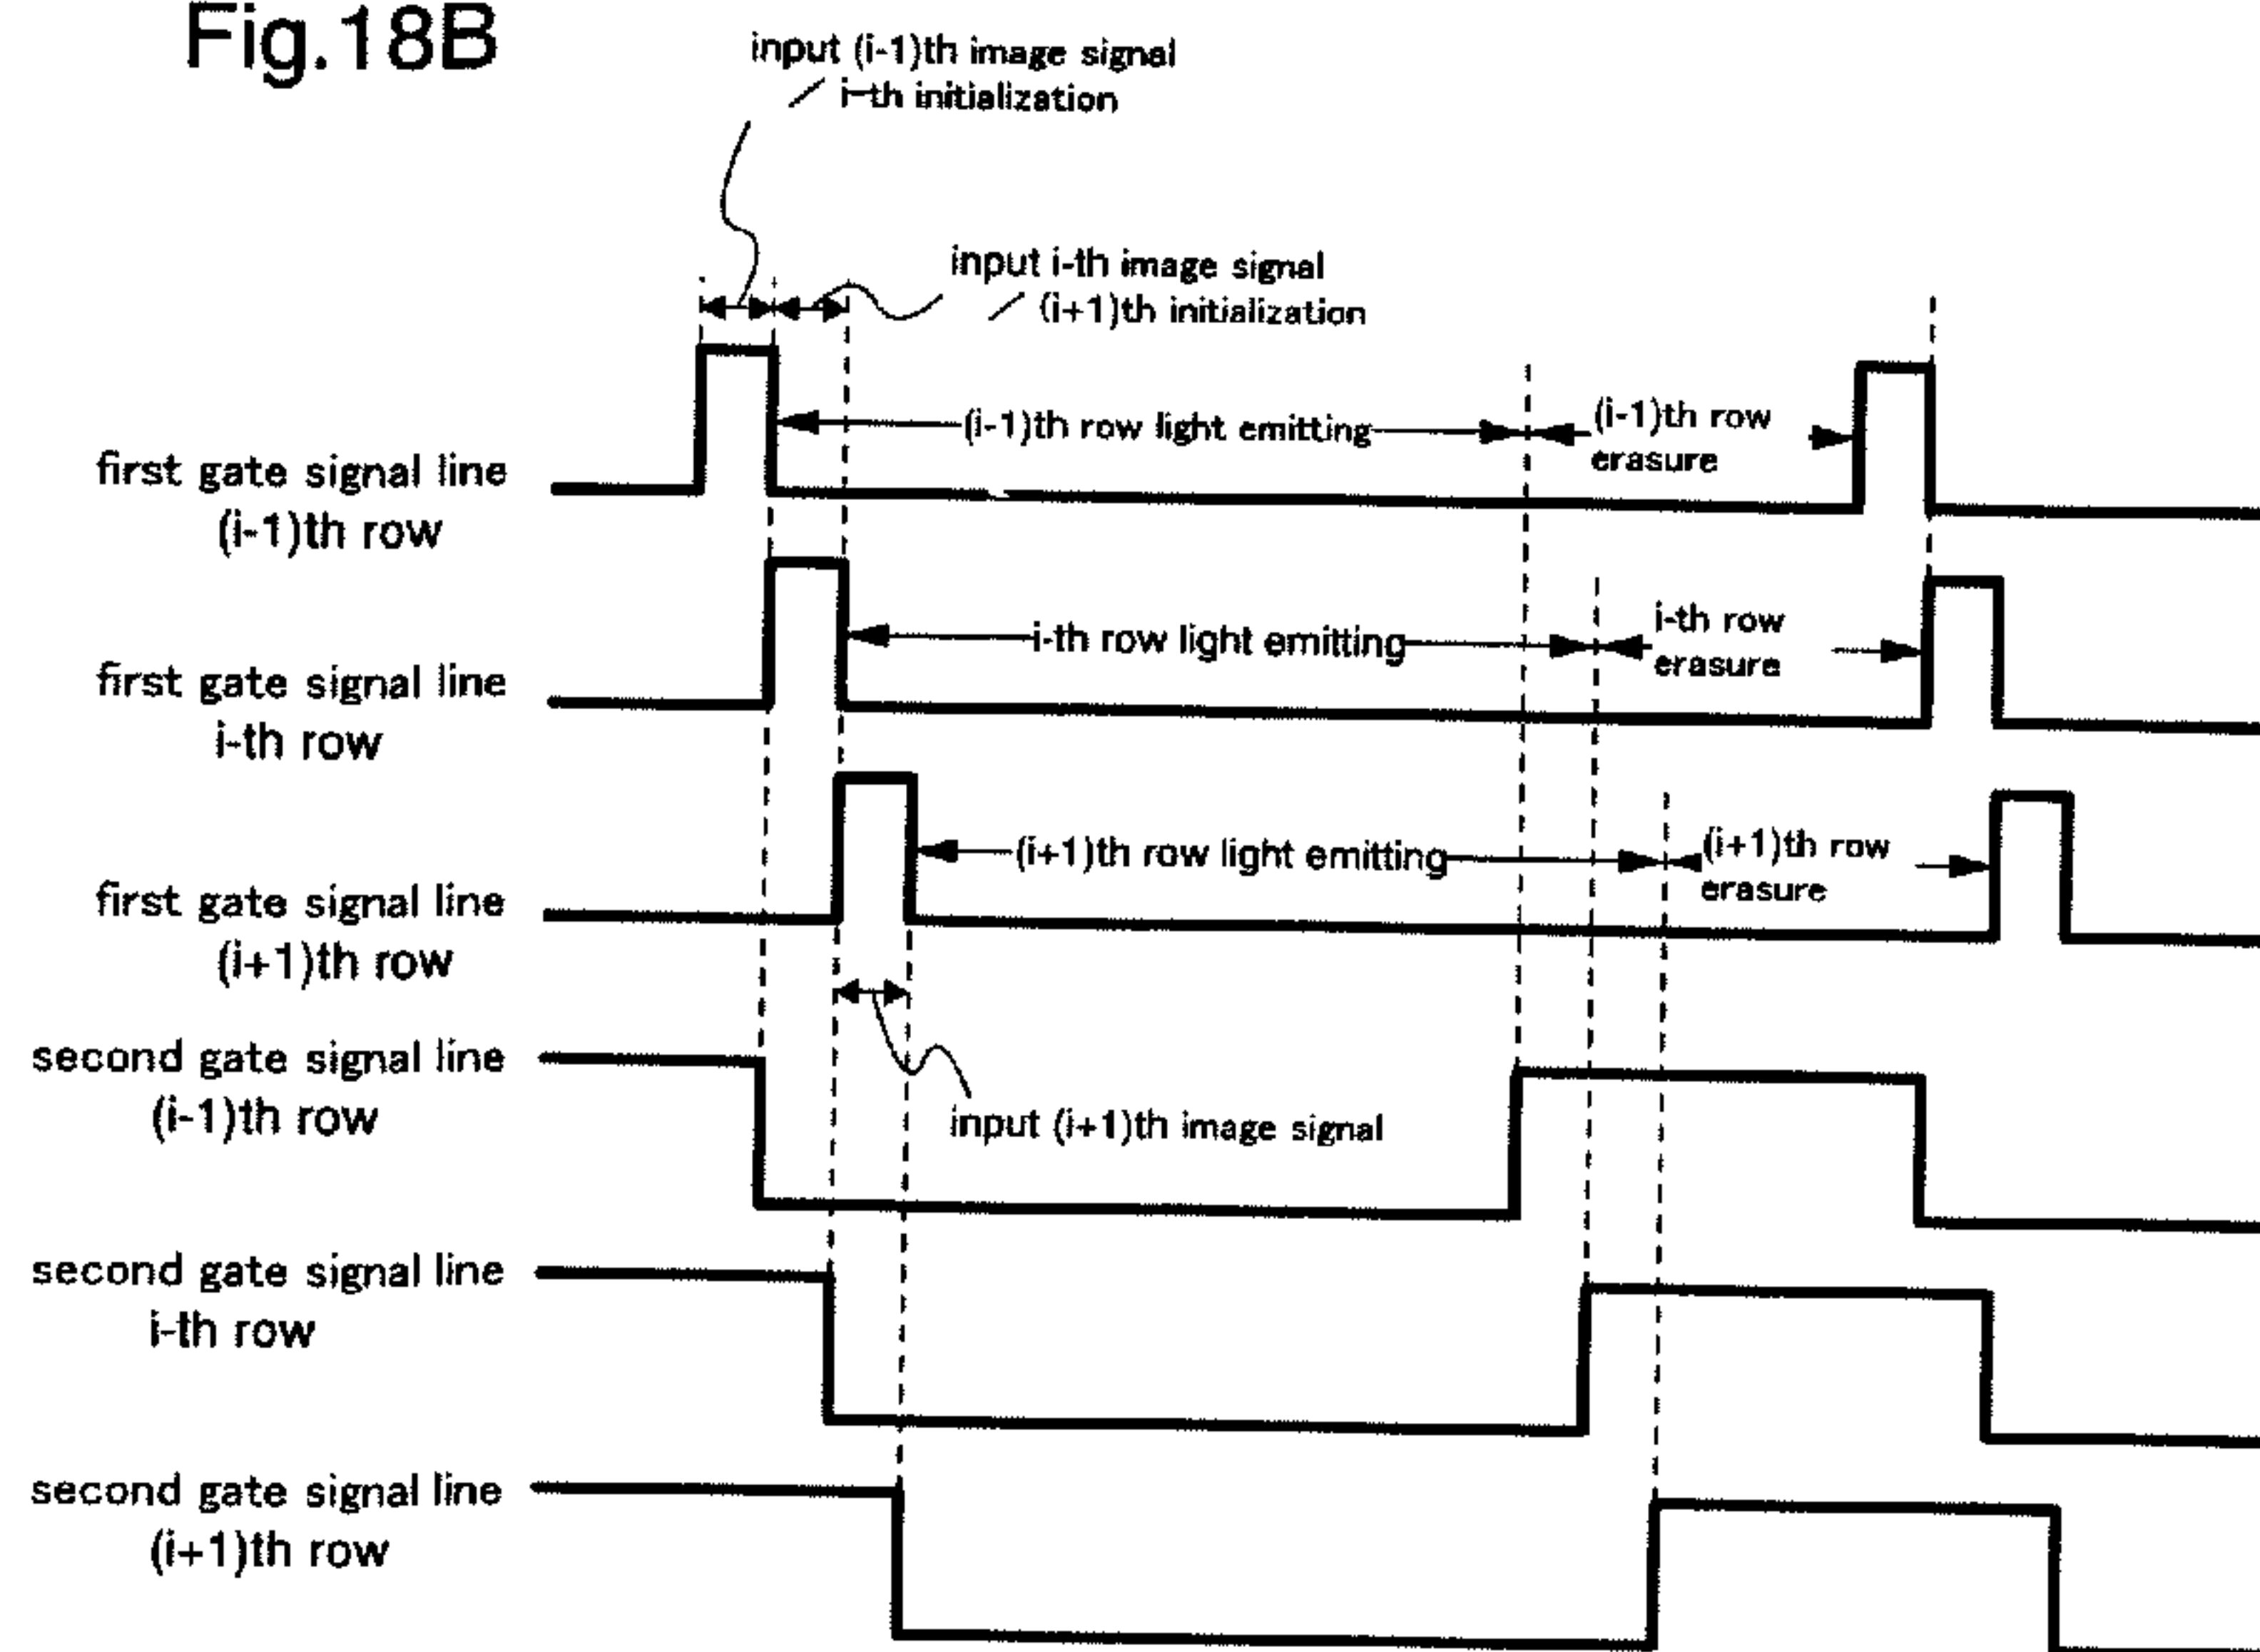 Fig.18B
input (i-1)th image signal
/ i-th initialization
input i-th image signal
/ (i+1)th initialization
(i-1)th row light emitting
(i-1)th row
erasure
first gate signal line
(i-1)th row
i-th row light emitting
i-th row
erasure
first gate signal line
i-th row
(i+1)th row light emitting
(i+1)th row
erasure
first gate signal line
(i+1)th row
second gate signal line
(i-1)th row
input (i+1)th image signal
second gate signal line
i-th row
second gate signal line
(i+1)th row